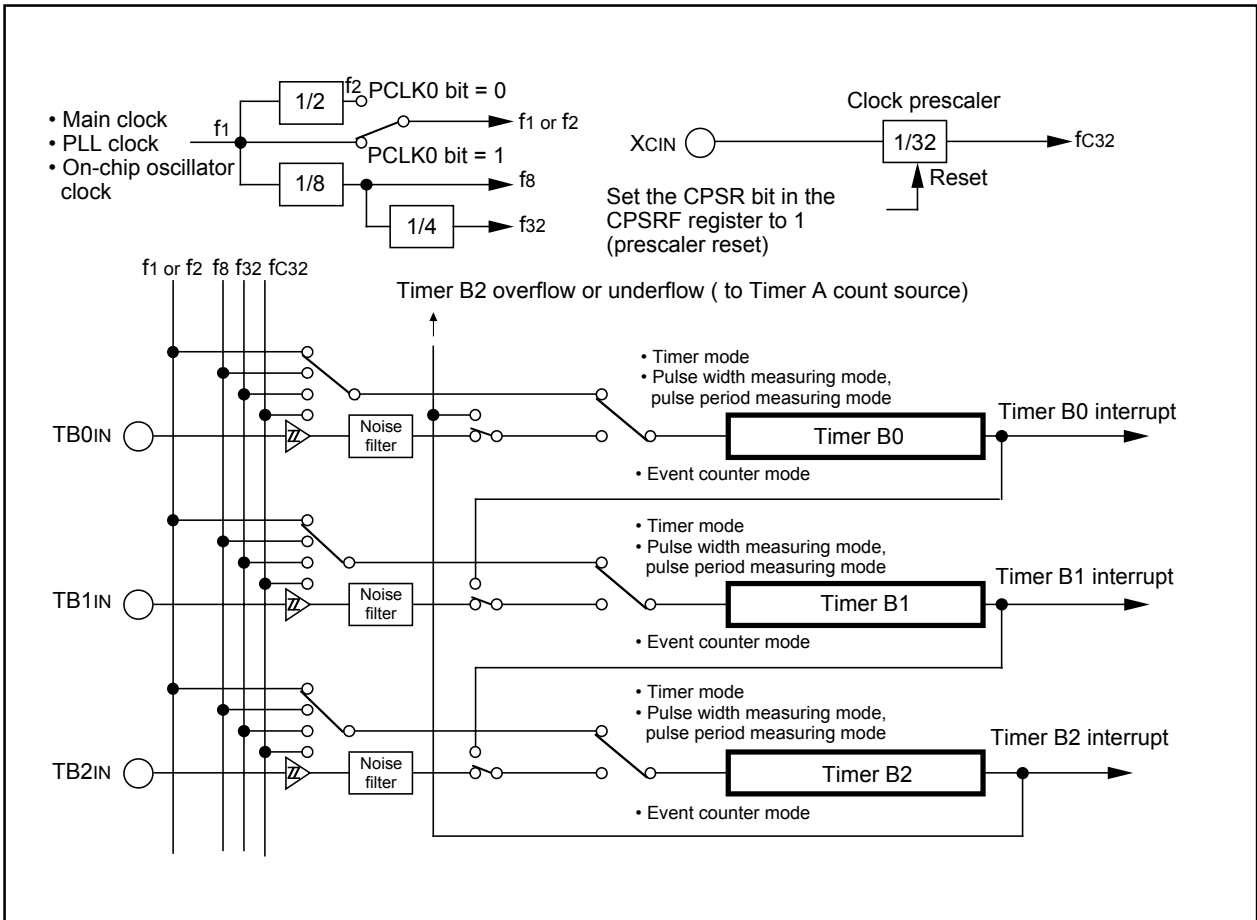 • Main clock
• PLL clock
• On-chip oscillator
clock
f1
1/2
f2
PCLK0 bit = 0
f1 or f2
PCLK0 bit = 1
1/8
f8
1/4
f32
Clock prescaler
XCIN
1/32
fC32
Reset
Set the CPSR bit in the
CPSRF register to 1
(prescaler reset)
f1 or f2 f8 f32 fC32
Timer B2 overflow or underflow ( to Timer A count source)
• Timer mode
• Pulse width measuring mode,
pulse period measuring mode
TB0IN
Noise
filter
Timer B0
Timer B0 interrupt
• Event counter mode
• Timer mode
• Pulse width measuring mode,
pulse period measuring mode
TB1IN
Noise
filter
Timer B1
Timer B1 interrupt
• Event counter mode
• Timer mode
• Pulse width measuring mode,
pulse period measuring mode
TB2IN
Noise
filter
Timer B2
Timer B2 interrupt
• Event counter mode